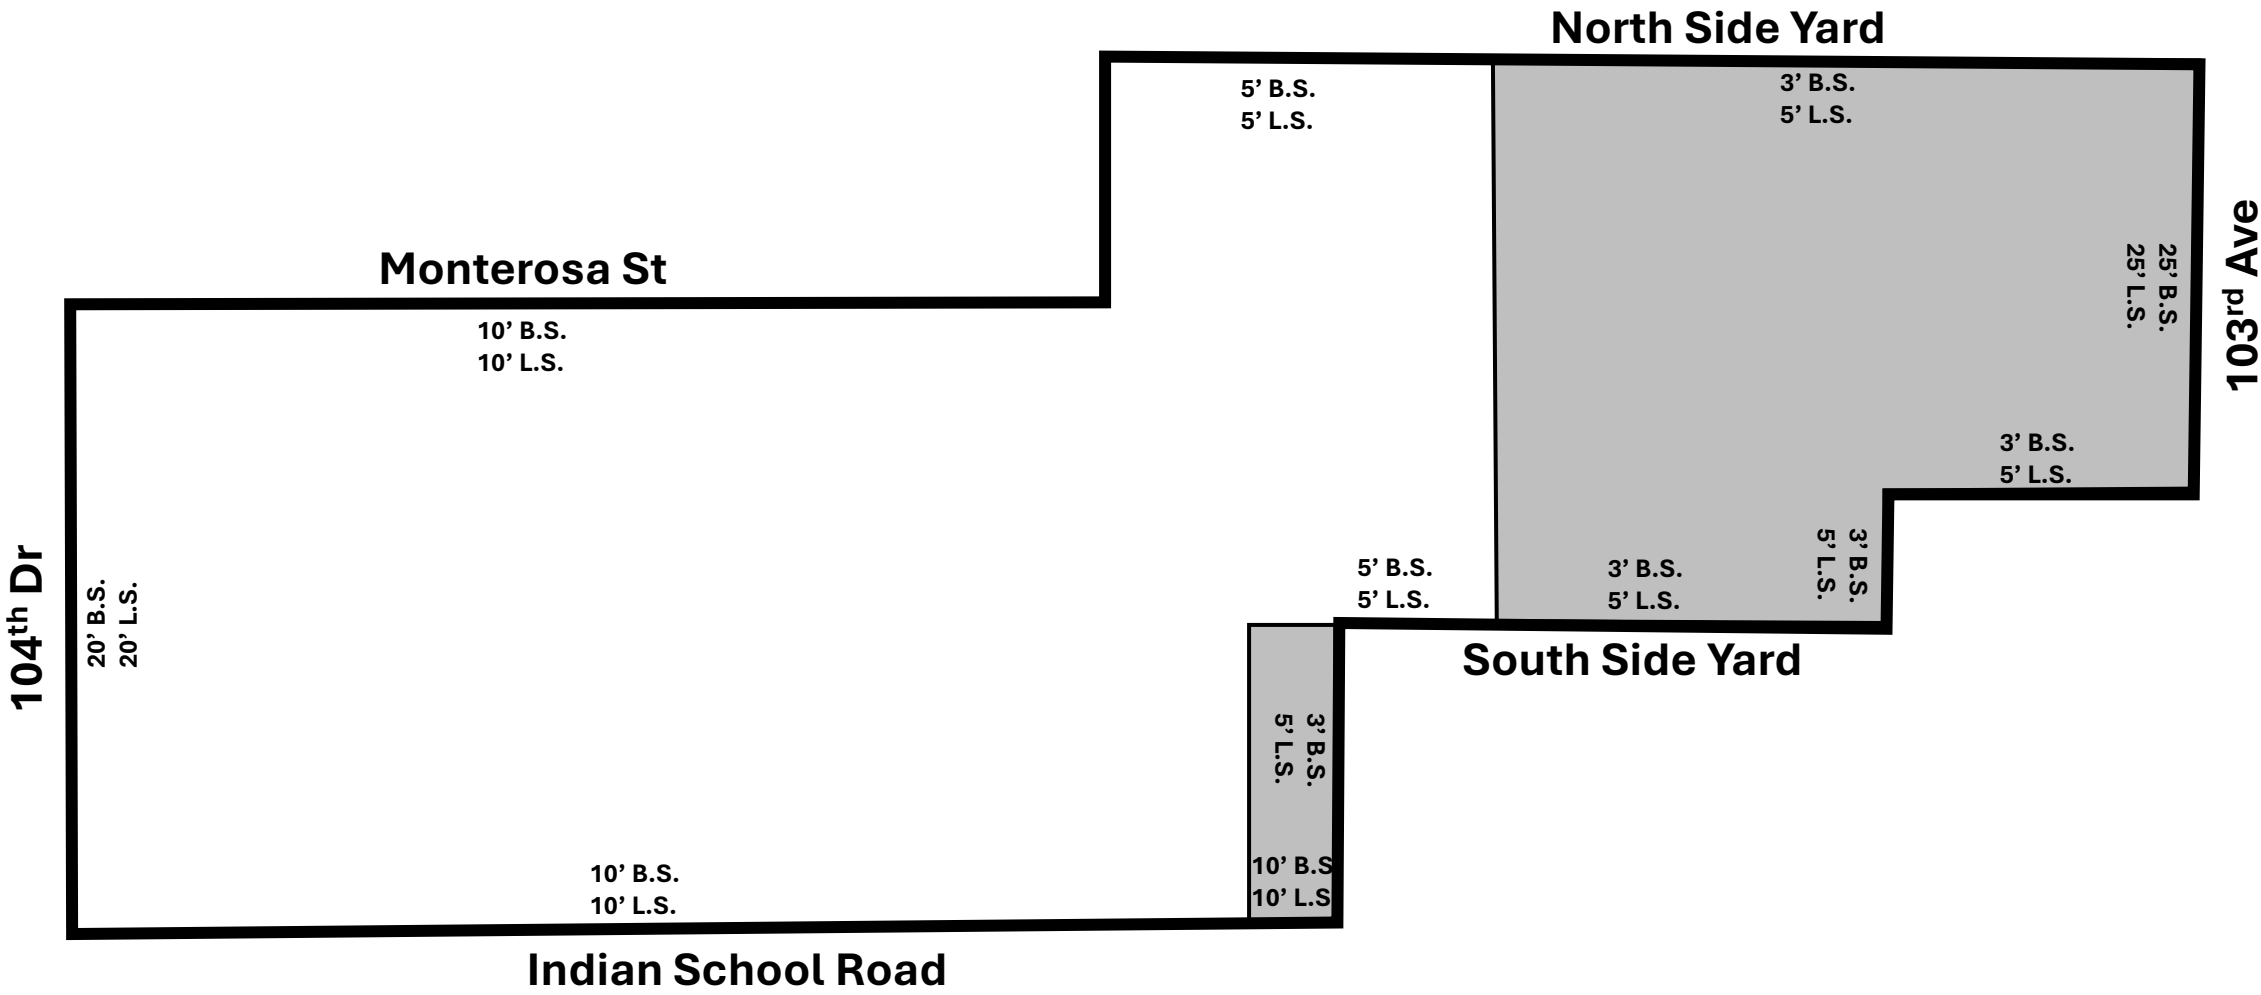 North Side Yard
5’ B.S.
5’ L.S.
3’ B.S.
5’ L.S.
Monterosa St
10’ B.S.
10’ L.S.
25’ B.S.
25’ L.S.
103rd Ave
3’ B.S.
5’ L.S.
104th Dr
20’ B.S.
20’ L.S.
5’ B.S.
5’ L.S.
3’ B.S.
5’ L.S.
3’ B.S.
5’ L.S.
South Side Yard
3’ B.S.
5’ L.S.
10’ B.S.
10’ L.S.
10’ B.S
10’ L.S
Indian School Road